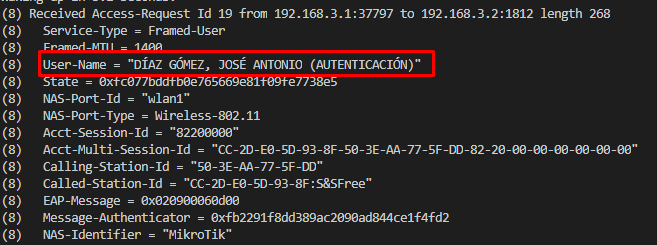 (8) Received Access-Request Id 19 from 192.168.3.1:37797 to 192.168.3.2:1812 length 268
(8) Service-Type = Framed-User
(8) Framed-MTU = 1400
(8) User-Name = "DÍAZ GÓMEZ, JOSÉ ANTONIO (AUTENTICACIÓN)"
(8) State = 0xfc077bddfb0e765669e81f09fe7738e5
(8) NAS-Port-Id = "wlan1"
(8) NAS-Port-Type = Wireless-802.11
(8) Acct-Session-Id = "82200000"
(8) Acct-Multi-Session-Id = "CC-2D-E0-5D-93-8F-50-3E-AA-77-5F-DD-82-20-00-00-00-00-00-00"
(8) Calling-Station-Id = "50-3E-AA-77-5F-DD"
(8) Called-Station-Id = "CC-2D-E0-5D-93-8F:S&SFree"
(8) EAP-Message = 0x020900060d00
(8) Message-Authenticator = 0xfb2291f8dd389ac2090ad844ce1f4fd2
(8) NAS-Identifier = "MikroTik"